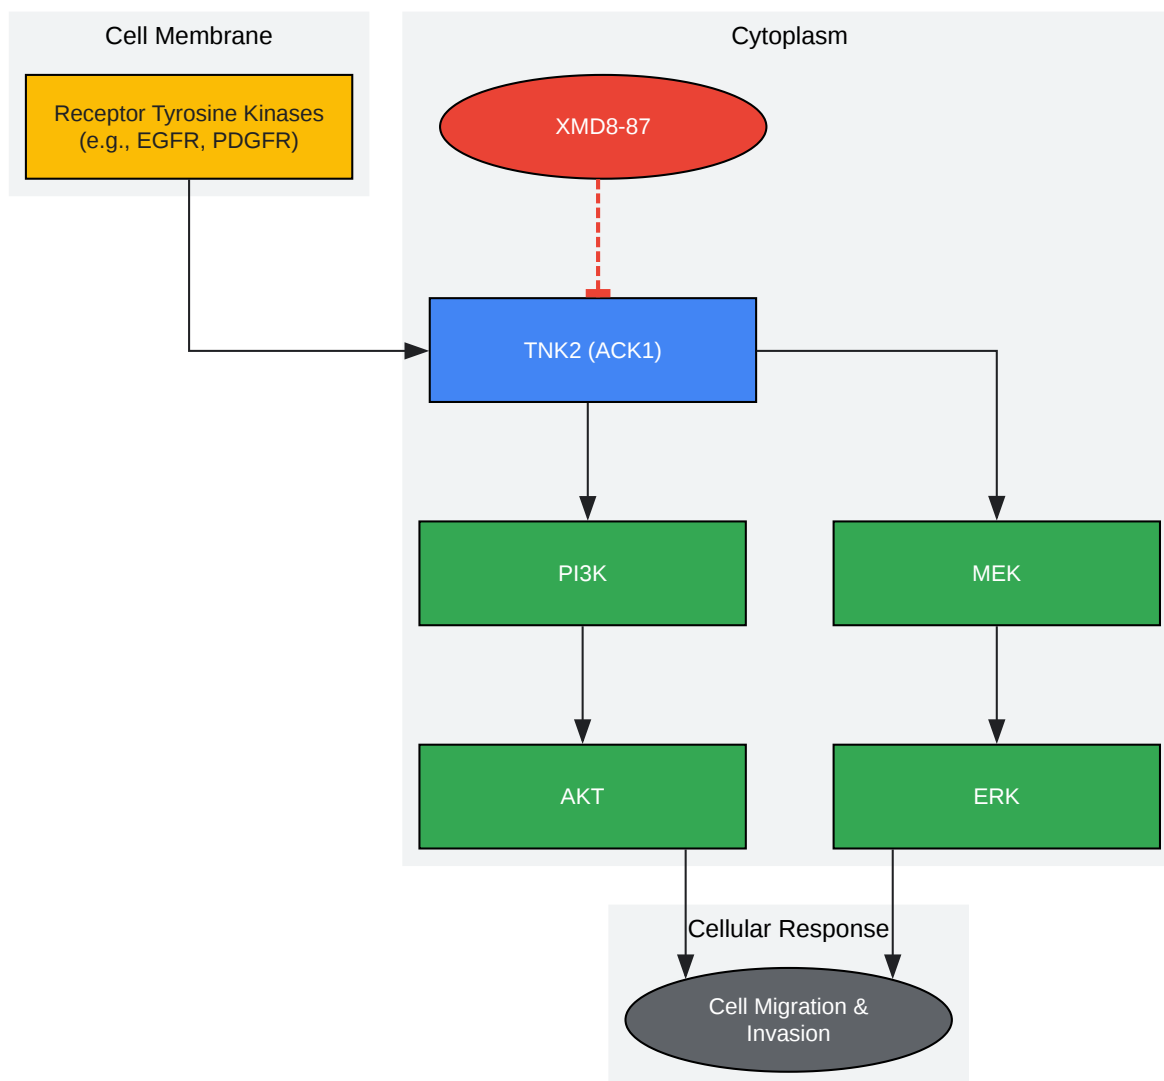 Cell Membrane
Cytoplasm
Receptor Tyrosine Kinases
(e.g., EGFR, PDGFR)
XMD8-87
TNK2 (ACK1)
PI3K
MEK
AKT
ERK
Cellular Response
Cell Migration &
Invasion